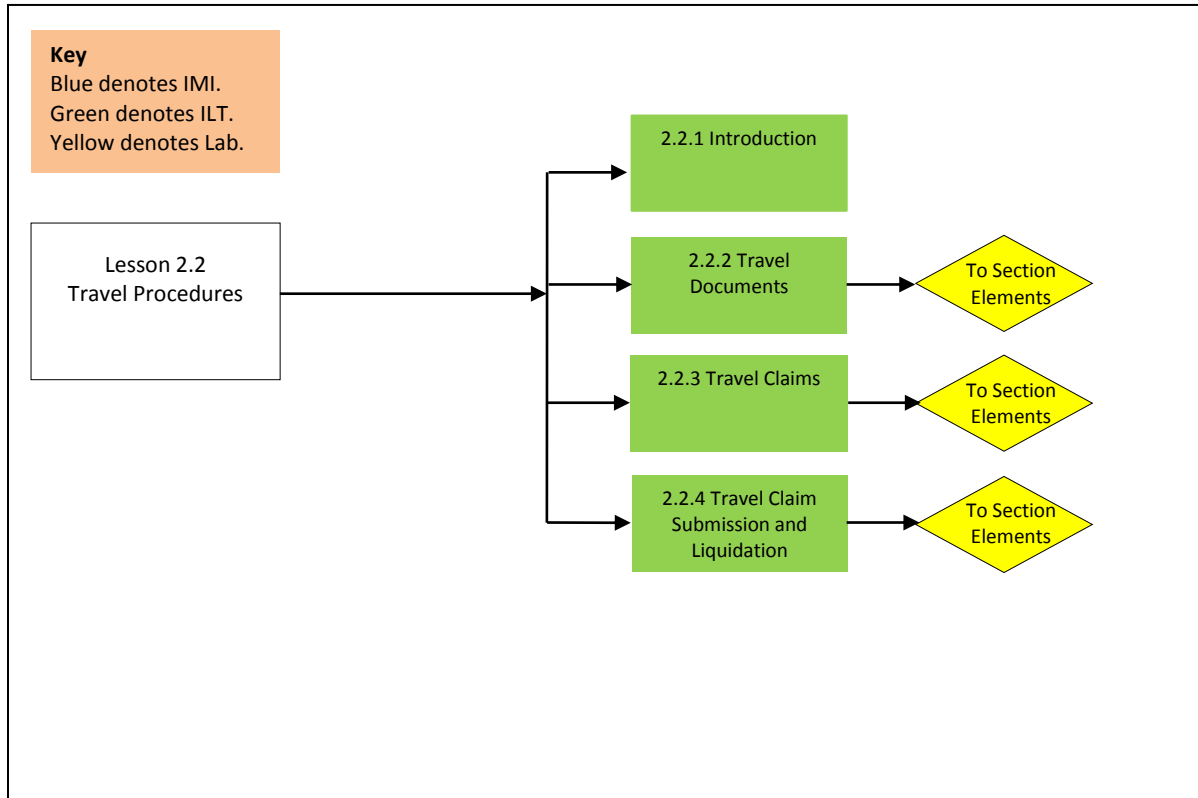 Key
Blue denotes IMI.
Green denotes ILT.
Yellow denotes Lab.
Lesson 2.2
Travel Procedures
2.2.1 Introduction
2.2.2 Travel
Documents
To Section
Elements
2.2.3 Travel Claims
To Section
Elements
2.2.4 Travel Claim
Submission and
Liquidation
To Section
Elements